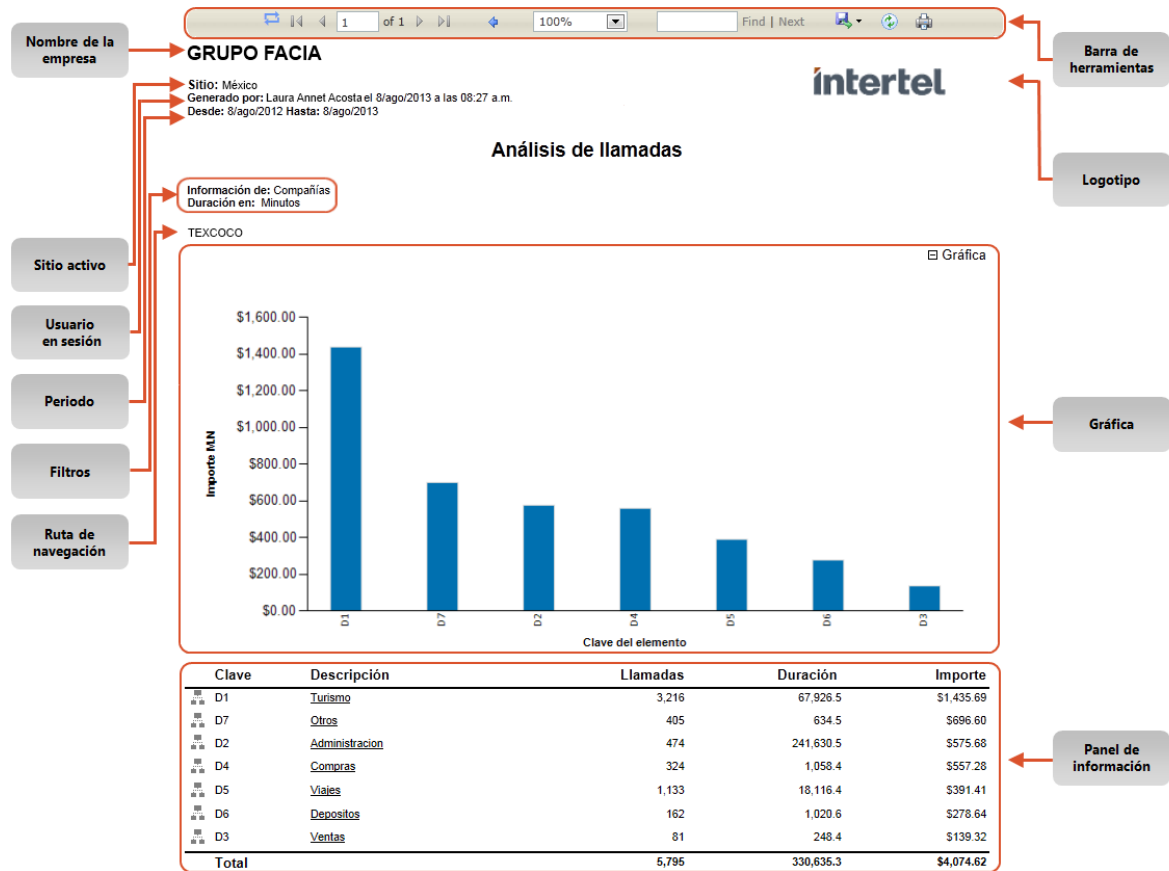 1 of 1 100% Find | Next
Nombre de la
empresa
Barra de
herramientas
GRUPO FACIA
íntertel
Sitio: México
Generado por: Laura Annet Acosta el 8/ago/2013 a las 08:27 a.m.
Desde: 8/ago/2012 Hasta: 8/ago/2013
Análisis de llamadas
Logotipo
Información de: Compañías
Duración en: Minutos
TEXCOCO
Sitio activo
Usuario
en sesión
Periodo
Filtros
Ruta de
navegación
Gráfica
$1,600.00
$1,400.00
$1,200.00
$1,000.00
$800.00
$600.00
$400.00
$200.00
$0.00
Importe MN
D1 D7 D2 D4 D5 D6 D3
Clave del elemento
Gráfica
Clave Descripción Llamadas Duración Importe
D1 Turismo 3,216 67,926.5 $1,435.69
D7 Otros 405 634.5 $696.60
D2 Administracion 474 241,630.5 $575.68
D4 Compras 324 1,058.4 $557.28
D5 Viajes 1,133 18,116.4 $391.41
D6 Depositos 162 1,020.6 $278.64
D3 Ventas 81 248.4 $139.32
Total 5,795 330,635.3 $4,074.62
Panel de
información